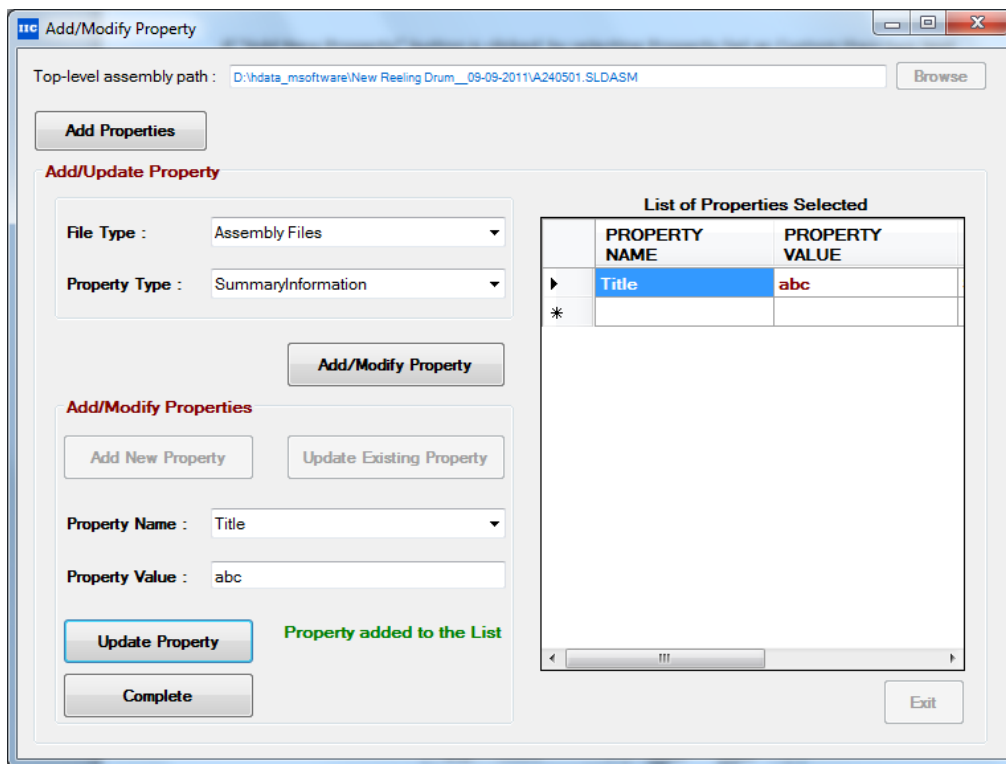 IIC Add/Modify Property
Top-level assembly path : D:\hdata_msoftware\New Reeling Drum__09-09-2011\A240501.SLDASM Browse
Add Properties
Add/Update Property
List of Properties Selected
File Type : Assembly Files
PROPERTY NAME PROPERTY VALUE
Property Type : SummaryInformation
Title abc
Add/Modify Property
Add/Modify Properties
Add New Property Update Existing Property
Property Name : Title
Property Value : abc
Update Property Property added to the List
Complete
Exit